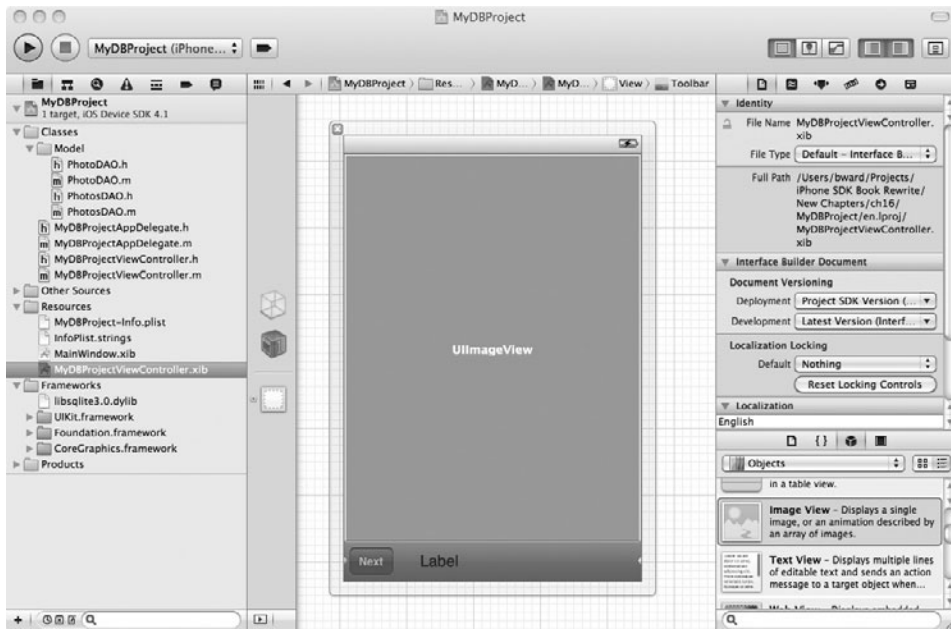 MyDBProject
MyDBProject (iPhone...
MyDBProject
Res...
MyD...
MyD...
View
Toolbar
MyDBProject
1 target, iOS Device SDK 4.1
Classes
Model
h PhotoDAO.h
m PhotoDAO.m
h PhotosDAO.h
m PhotosDAO.m
h MyDBProjectAppDelegate.h
m MyDBProjectAppDelegate.m
h MyDBProjectViewController.h
m MyDBProjectViewController.m
Other Sources
Resources
MyDBProject-Info.plist
InfoPlist.strings
MainWindow.xib
MyDBProjectViewController.xib
Frameworks
libsqlite3.0.dylib
UIKit.framework
Foundation.framework
CoreGraphics.framework
Products
UIImageView
Next
Label
Identity
File Name MyDBProjectViewController.
xib
File Type Default - Interface B...
Full Path /Users/bward/Projects/
iPhone SDK Book Rewrite/
New Chapters/ch16/
MyDBProject/en.lproj/
MyDBProjectViewController.
xib
Interface Builder Document
Document Versioning
Deployment Project SDK Version (...
Development Latest Version (Interf...
Localization Locking
Default Nothing
Reset Locking Controls
Localization
English
{}
Objects
in a table view.
Image View - Displays a single
image, or an animation described by
an array of images.
Text View - Displays multiple lines
of editable text and sends an action
message to a target object when...